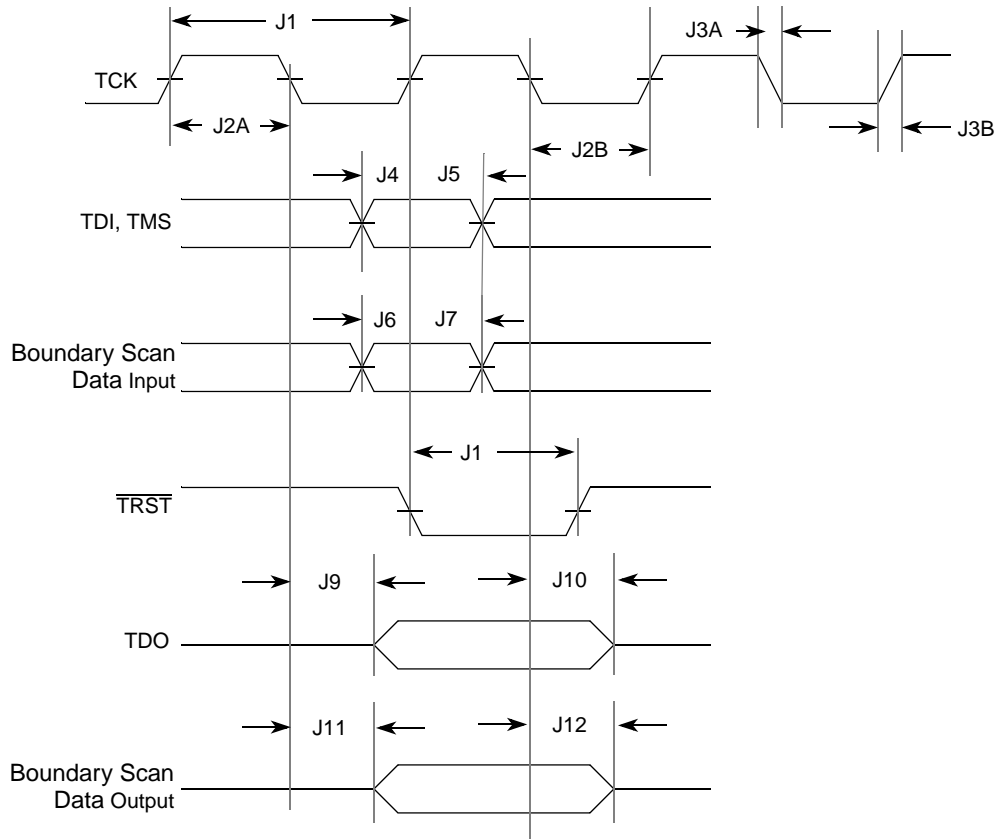 J1
J3A
TCK
J2A
J2B
J3B
J4
J5
TDI, TMS
J6
J7
Boundary Scan
Data Input
J1
TRST
J9
J10
TDO
J11
J12
Boundary Scan
Data Output